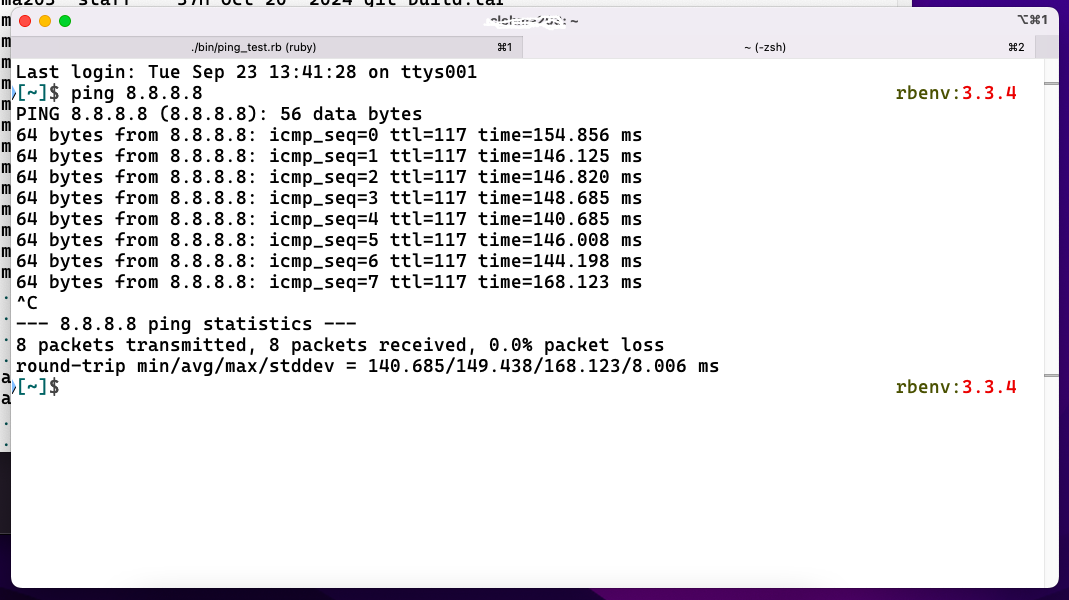 staff 37n Oct 20 2024 git build.tar
: ~
⌥⌘1
./bin/ping_test.rb (ruby) ⌘1
~ (-zsh) ⌘2
Last login: Tue Sep 23 13:41:28 on ttys001
[~]$ ping 8.8.8.8 rbenv:3.3.4
PING 8.8.8.8 (8.8.8.8): 56 data bytes
64 bytes from 8.8.8.8: icmp_seq=0 ttl=117 time=154.856 ms
64 bytes from 8.8.8.8: icmp_seq=1 ttl=117 time=146.125 ms
64 bytes from 8.8.8.8: icmp_seq=2 ttl=117 time=146.820 ms
64 bytes from 8.8.8.8: icmp_seq=3 ttl=117 time=148.685 ms
64 bytes from 8.8.8.8: icmp_seq=4 ttl=117 time=140.685 ms
64 bytes from 8.8.8.8: icmp_seq=5 ttl=117 time=146.008 ms
64 bytes from 8.8.8.8: icmp_seq=6 ttl=117 time=144.198 ms
64 bytes from 8.8.8.8: icmp_seq=7 ttl=117 time=168.123 ms
^C
--- 8.8.8.8 ping statistics ---
8 packets transmitted, 8 packets received, 0.0% packet loss
round-trip min/avg/max/stddev = 140.685/149.438/168.123/8.006 ms
[~]$ rbenv:3.3.4